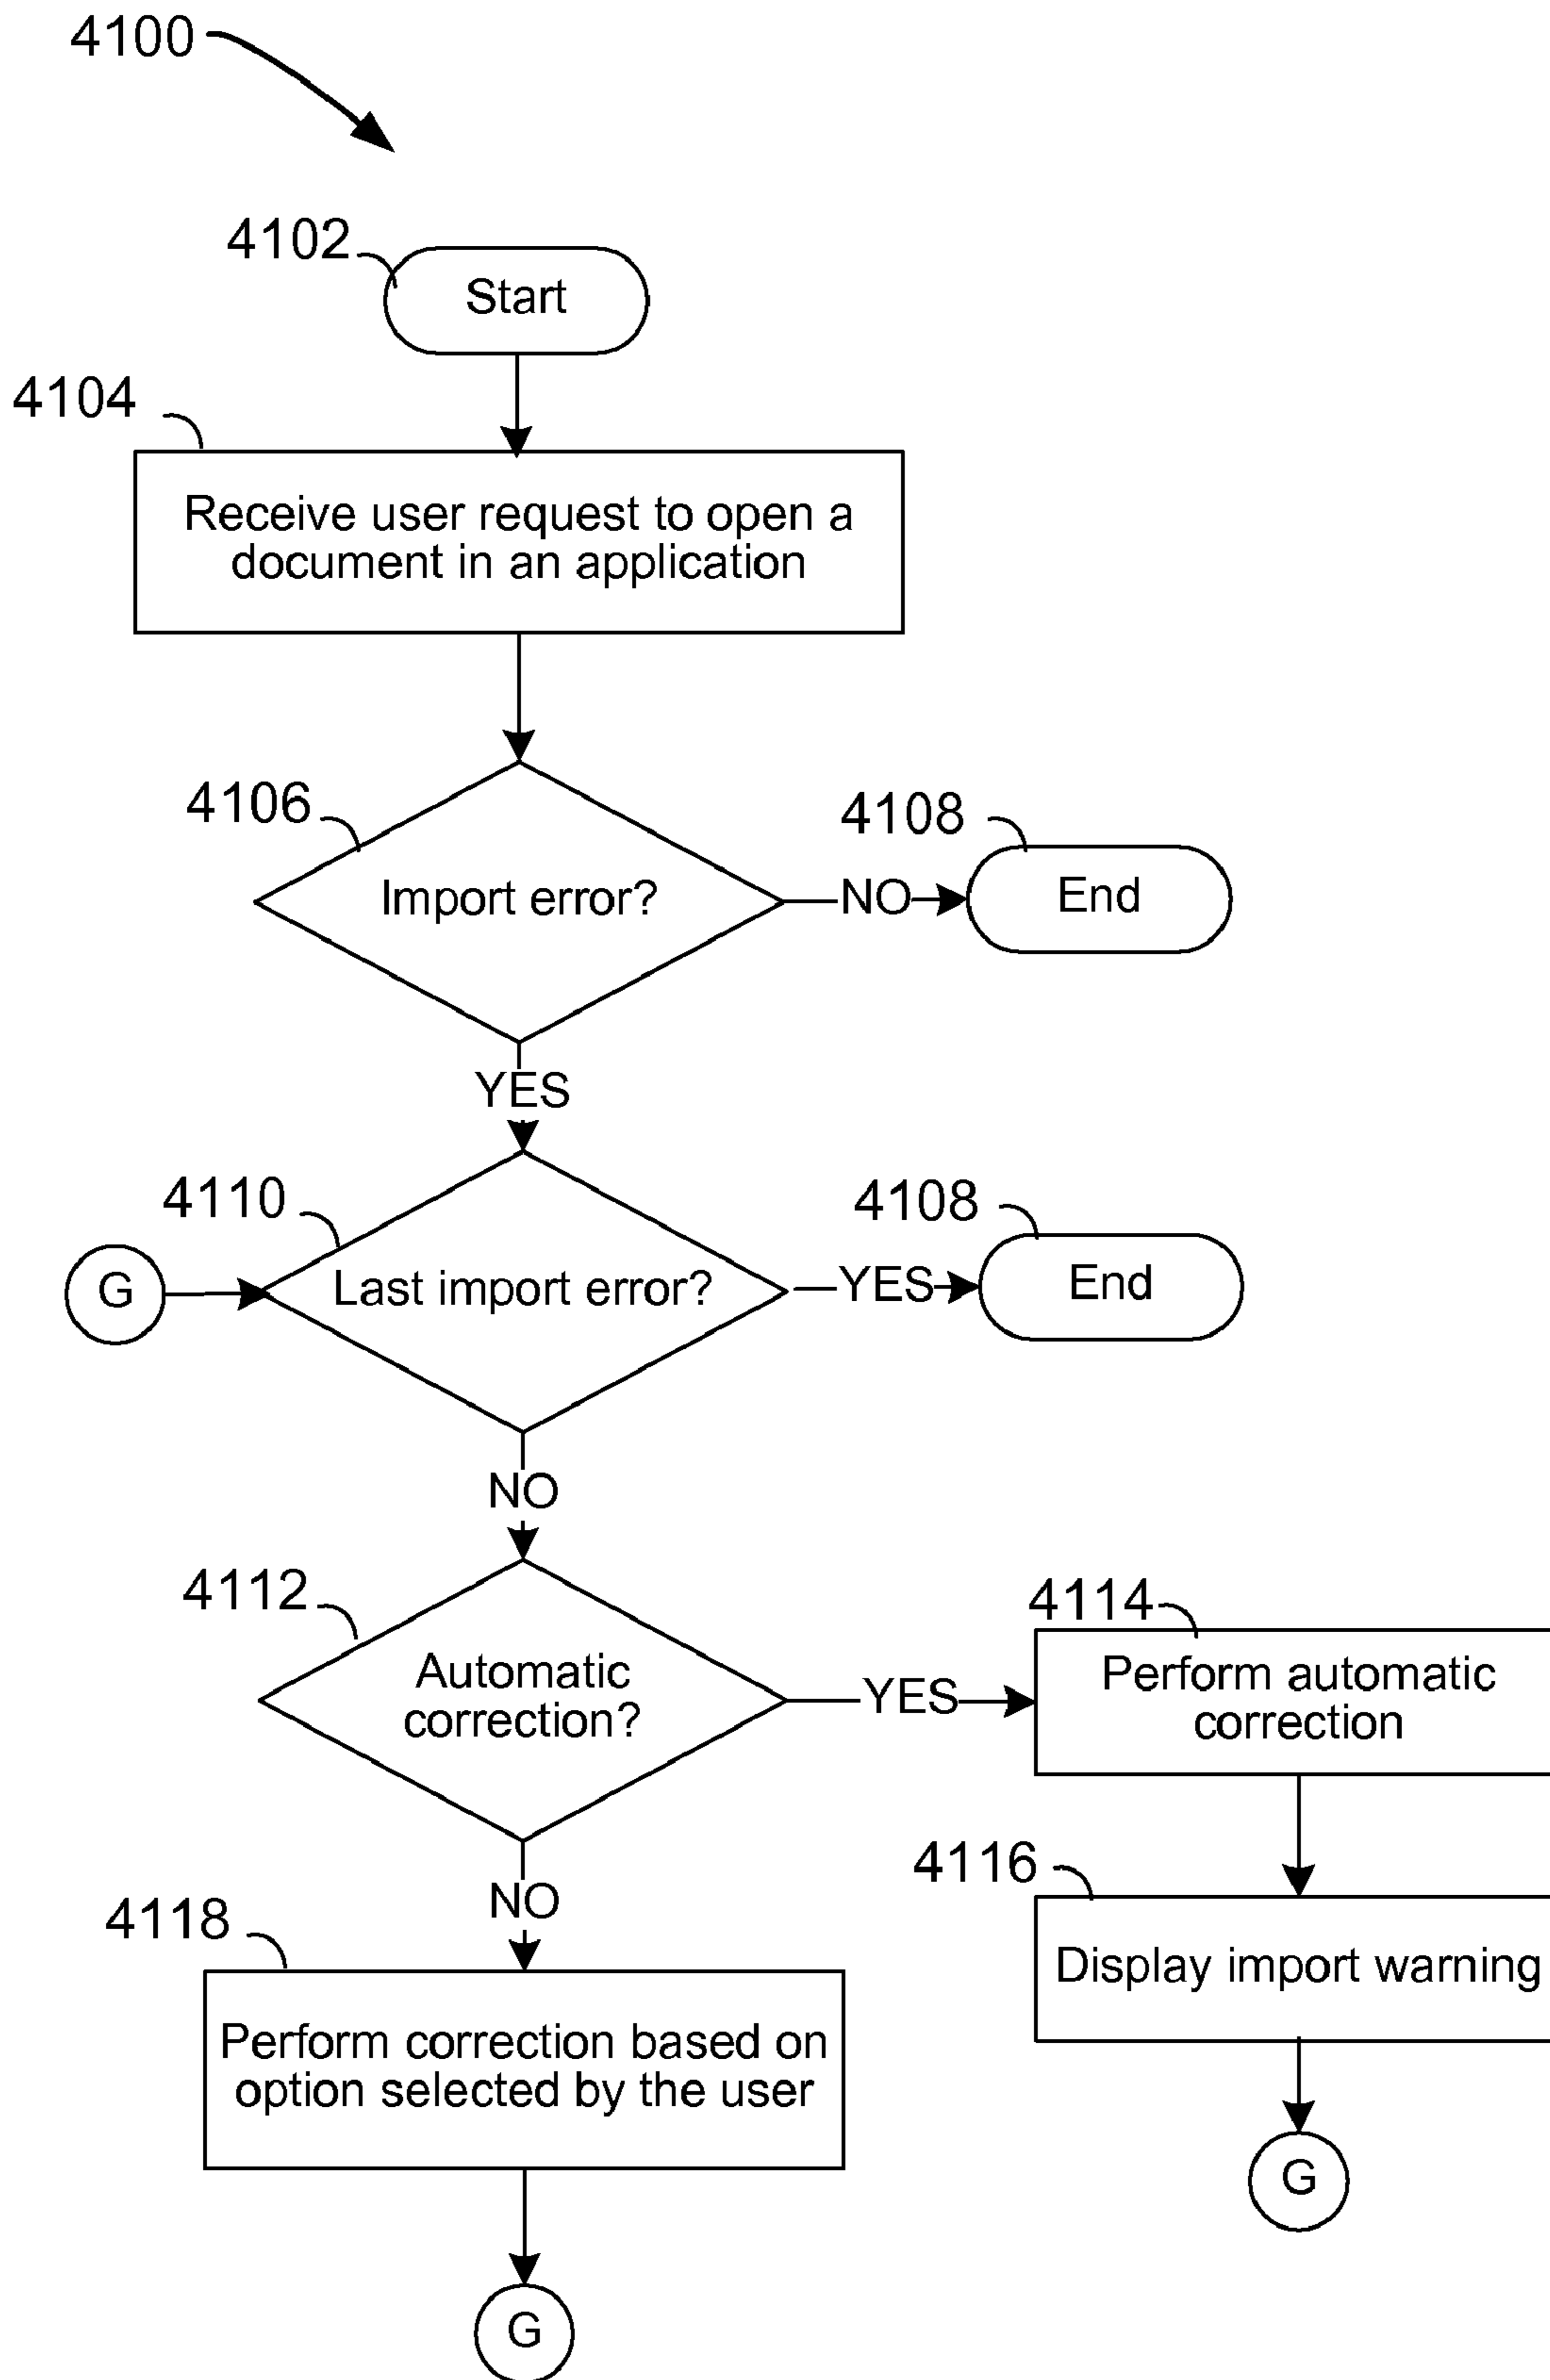 4100
4102
Start
4104
Receive user request to open a
document in an application
4106
Import error?
NO
4108
End
YES
4110
G
Last import error?
YES
4108
End
NO
4112
Automatic
correction?
YES
4114
Perform automatic
correction
4116
Display import warning
G
NO
4118
Perform correction based on
option selected by the user
G